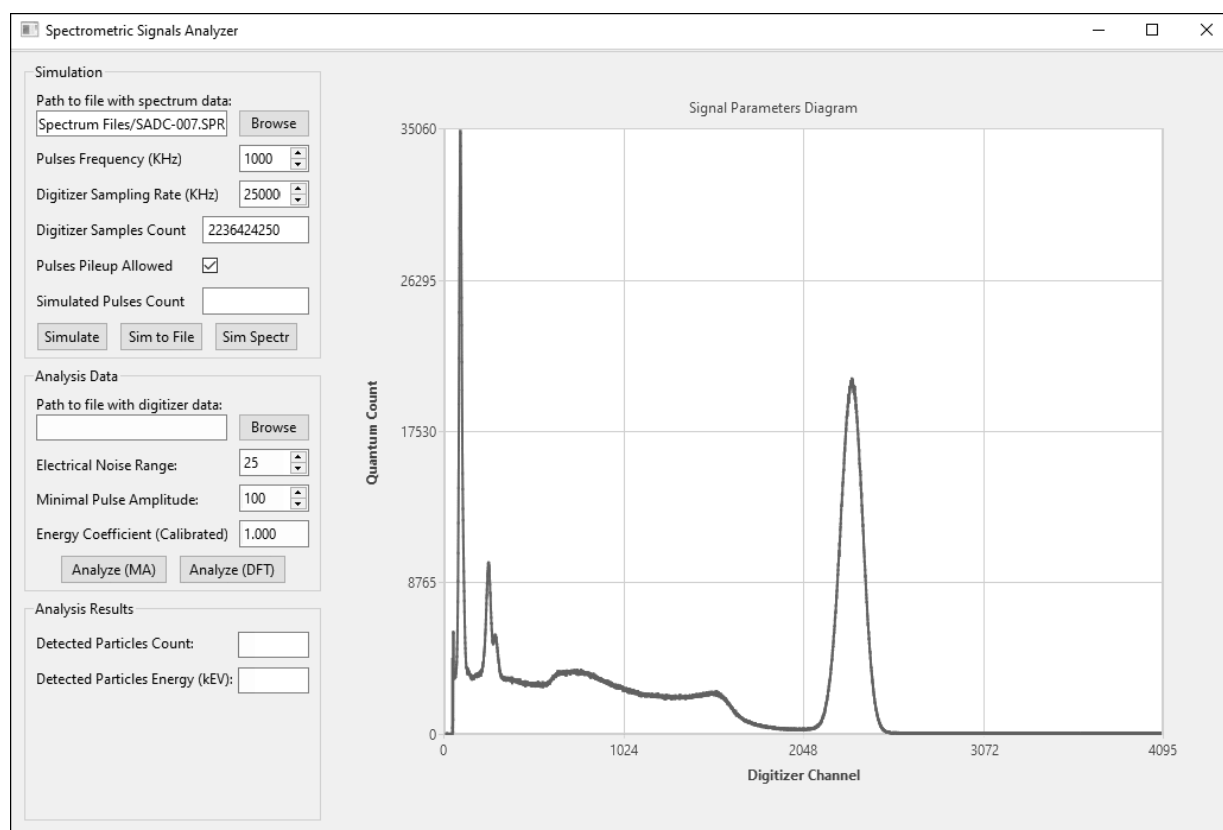 Spectrometric Signals Analyzer
Simulation
Path to file with spectrum data:
Spectrum Files/SADC-007.SPR Browse
Pulses Frequency (KHz) 1000
Digitizer Sampling Rate (KHz) 25000
Digitizer Samples Count 2236424250
Pulses Pileup Allowed
Simulated Pulses Count
Simulate Sim to File Sim Spectr
Analysis Data
Path to file with digitizer data:
Browse
Electrical Noise Range: 25
Minimal Pulse Amplitude: 100
Energy Coefficient (Calibrated) 1.000
Analyze (MA) Analyze (DFT)
Analysis Results
Detected Particles Count:
Detected Particles Energy (kEV):
Signal Parameters Diagram
Quantum Count
35060
26295
17530
8765
0
0 1024 2048 3072 4095
Digitizer Channel